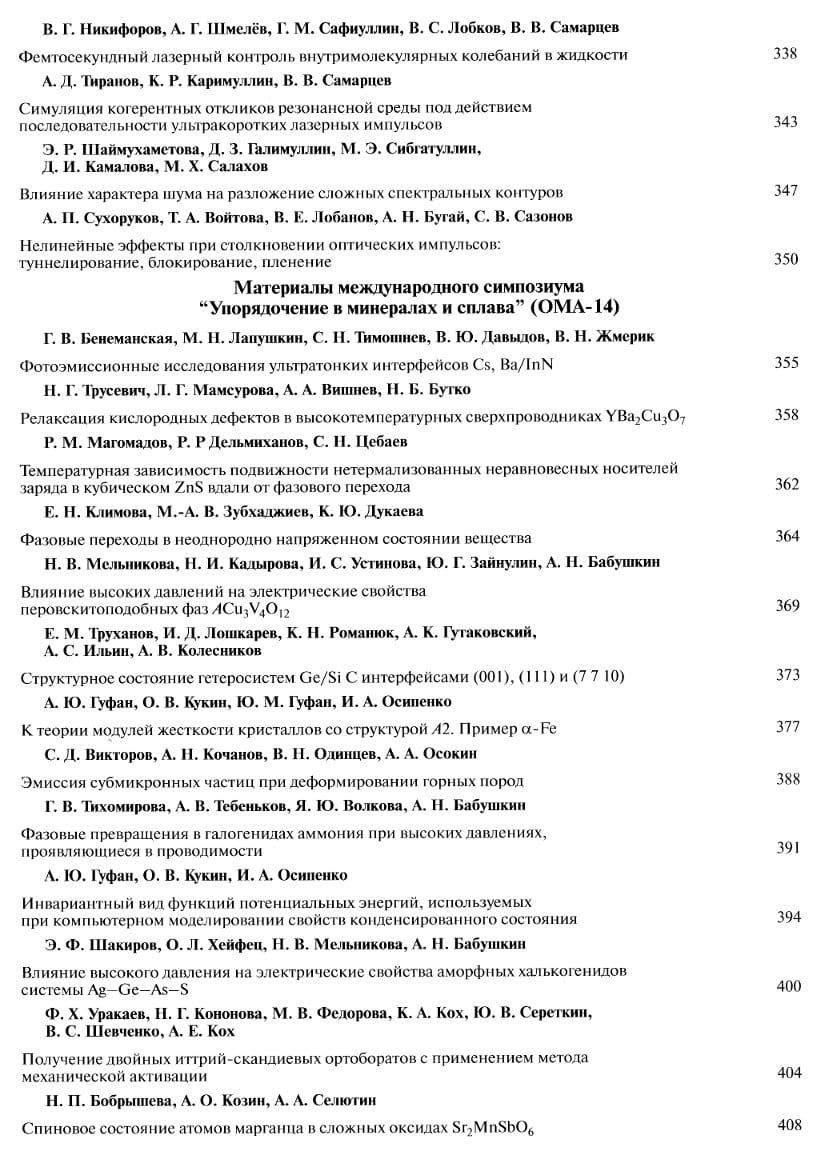 В. Г. Никифоров, А. Г. Шмелёв, Г. М. Сафиуллин, В. С. Лобков, В. В. Самарцев
Фемтосекундный лазерный контроль внутримолекулярных колебаний в жидкости 338
А. Д. Тиранов, К. Р. Каримуллин, В. В. Самарцев
Симуляция когерентных откликов резонансной среды под действием
последовательности ультракоротких лазерных импульсов 343
Э. Р. Шаймухаметова, Д. З. Галимуллин, М. Э. Сибгатуллин,
Д. И. Камалова, М. Х. Салахов
Влияние характера шума на разложение сложных спектральных контуров 347
А. П. Сухоруков, Т. А. Войтова, В. Е. Лобанов, А. Н. Бугай, С. В. Сазонов
Нелинейные эффекты при столкновении оптических импульсов:
туннелирование, блокирование, пленение 350
Материалы международного симпозиума
“Упорядочение в минералах и сплава” (ОМА-14)
Г. В. Бенеманская, М. Н. Лапушкин, С. Н. Тимошнев, В. Ю. Давыдов, В. Н. Жмерик
Фотоэмиссионные исследования ультратонких интерфейсов Cs, Ba/InN 355
Н. Г. Трусевич, Л. Г. Мамсурова, А. А. Вишнев, Н. Б. Бутко
Релаксация кислородных дефектов в высокотемпературных сверхпроводниках YBa₂Cu₃O₇ 358
Р. М. Магомадов, Р. Р Дельмиханов, С. Н. Цебаев
Температурная зависимость подвижности нетермализованных неравновесных носителей
заряда в кубическом ZnS вдали от фазового перехода 362
Е. Н. Климова, М.-А. В. Зубхаджиев, К. Ю. Дукаева
Фазовые переходы в неоднородно напряженном состоянии вещества 364
Н. В. Мельникова, Н. И. Кадырова, И. С. Устинова, Ю. Г. Зайнулин, А. Н. Бабушкин
Влияние высоких давлений на электрические свойства
перовскитоподобных фаз ACu₃V₄O₁₂ 369
Е. М. Труханов, И. Д. Лошкарев, К. Н. Романюк, А. К. Гутаковский,
А. С. Ильин, А. В. Колесников
Структурное состояние гетеросистем Ge/Si С интерфейсами (001), (111) и (7 7 10) 373
А. Ю. Гуфан, О. В. Кукин, Ю. М. Гуфан, И. А. Осипенко
К теории модулей жесткости кристаллов со структурой A2. Пример α-Fe 377
С. Д. Викторов, А. Н. Кочанов, В. Н. Одинцев, А. А. Осокин
Эмиссия субмикронных частиц при деформировании горных пород 388
Г. В. Тихомирова, А. В. Тебеньков, Я. Ю. Волкова, А. Н. Бабушкин
Фазовые превращения в галогенидах аммония при высоких давлениях,
проявляющиеся в проводимости 391
А. Ю. Гуфан, О. В. Кукин, И. А. Осипенко
Инвариантный вид функций потенциальных энергий, используемых
при компьютерном моделировании свойств конденсированного состояния 394
Э. Ф. Шакиров, О. Л. Хейфец, Н. В. Мельникова, А. Н. Бабушкин
Влияние высокого давления на электрические свойства аморфных халькогенидов
системы Ag–Ge–As–S 400
Ф. Х. Уракаев, Н. Г. Кононова, М. В. Федорова, К. А. Кох, Ю. В. Сереткин,
В. С. Шевченко, А. Е. Кох
Получение двойных иттрий-скандиевых ортоборатов с применением метода
механической активации 404
Н. П. Бобрышева, А. О. Козин, А. А. Селютин
Спиновое состояние атомов марганца в сложных оксидах Sr₂MnSbO₆ 408